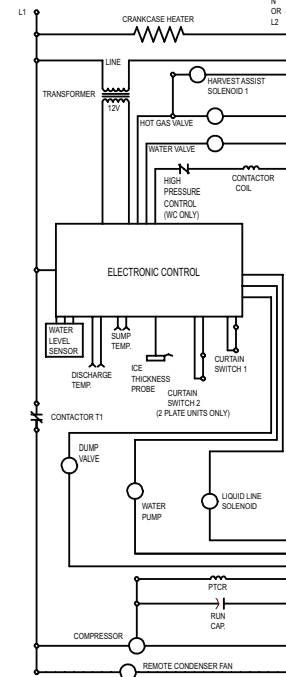 N
L1
OR
L2
CRANKCASE HEATER
LINE
HARVEST ASSIST
SOLENOID 1
TRANSFORMER
12V
HOT GAS VALVE
WATER VALVE
HIGH
PRESSURE
CONTROL
(WC ONLY)
CONTACTOR
COIL
ELECTRONIC CONTROL
WATER
LEVEL
SENSOR
SUMP
TEMP.
DISCHARGE
TEMP.
ICE
THICKNESS
PROBE
CURTAIN
SWITCH 1
CURTAIN
SWITCH 2
(2 PLATE UNITS ONLY)
CONTACTOR T1
DUMP
VALVE
WATER
PUMP
LIQUID LINE
SOLENOID
PTCR
RUN
CAP.
COMPRESSOR
REMOTE CONDENSER FAN